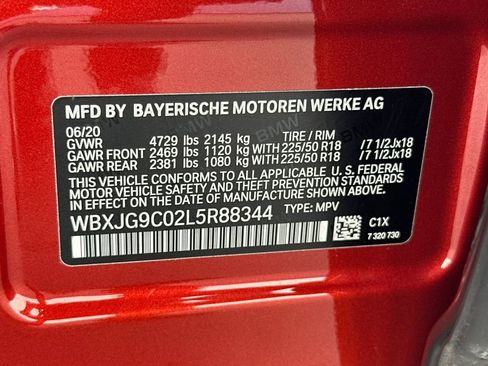 MFD BY BAYERISCHE MOTOREN WERKE AG
06/20
GVWR 4729 lbs 2145 kg TIRE / RIM
GAWR FRONT 2469 lbs 1120 kg WITH 225/50 R18 /7 1/2Jx18
GAWR REAR 2381 lbs 1080 kg WITH 225/50 R18 /7 1/2Jx18
THIS VEHICLE CONFORMS TO ALL APPLICABLE U. S. FEDERAL
MOTOR VEHICLE SAFETY, BUMPER, AND THEFT PREVENTION
STANDARDS IN EFFECT ON THE DATE OF MANUFACTURE SHOWN ABOVE.
WBXJG9C02L5R88344 TYPE: MPV
C1X
7 320 730